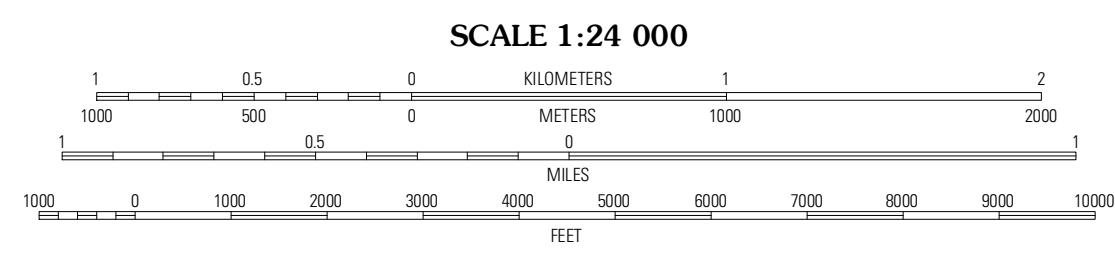 SCALE 1:24 000
1 0.5 0 KILOMETERS 1 2
1000 500 0 METERS 1000 2000
1 0.5 0 1
MILES
1000 0 1000 2000 3000 4000 5000 6000 7000 8000 9000 10000
FEET